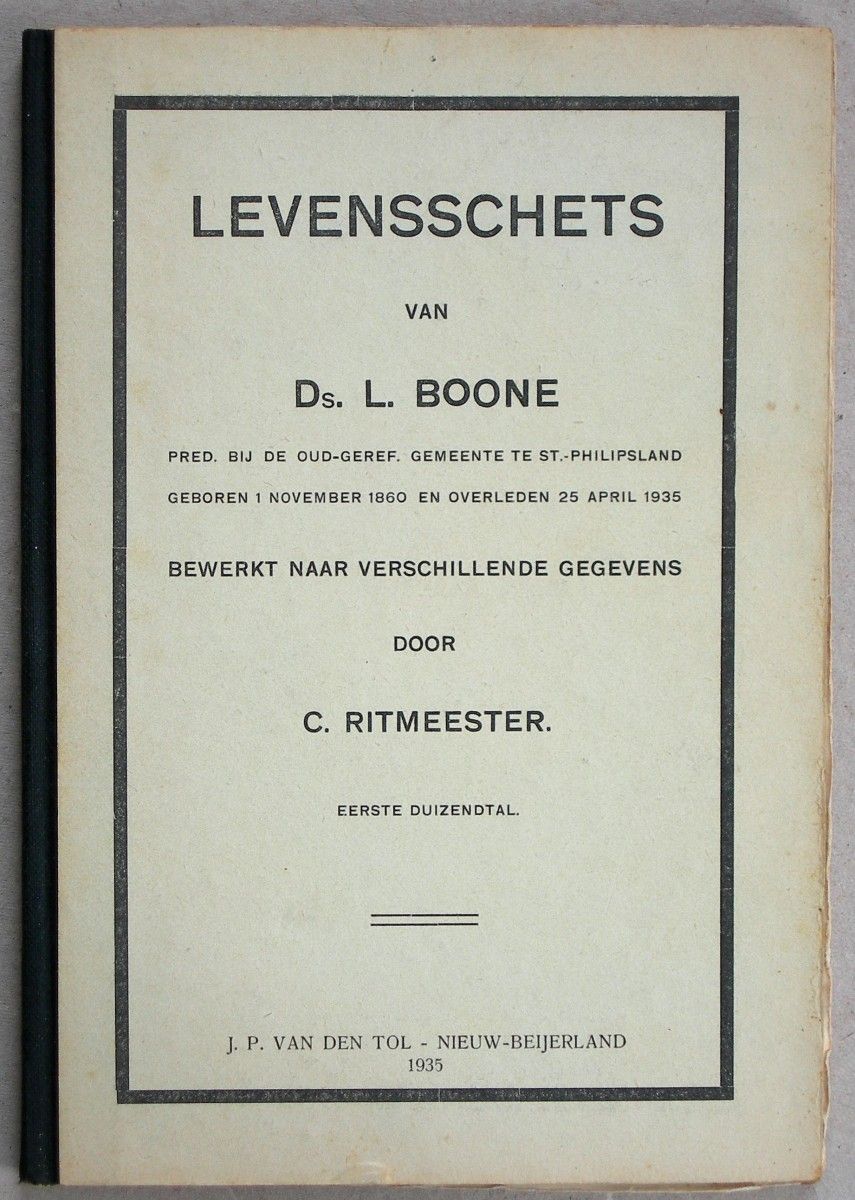 LEVENSSCHETS
VAN
Ds. L. BOONE
PRED. BIJ DE OUD-GEREF. GEMEENTE TE ST.-PHILIPSLAND
GEBOREN 1 NOVEMBER 1860 EN OVERLEDEN 25 APRIL 1935
BEWERKT NAAR VERSCHILLENDE GEGEVENS
DOOR
C. RITMEESTER.
EERSTE DUIZENDTAL.
J. P. VAN DEN TOL - NIEUW-BEIJERLAND
1935